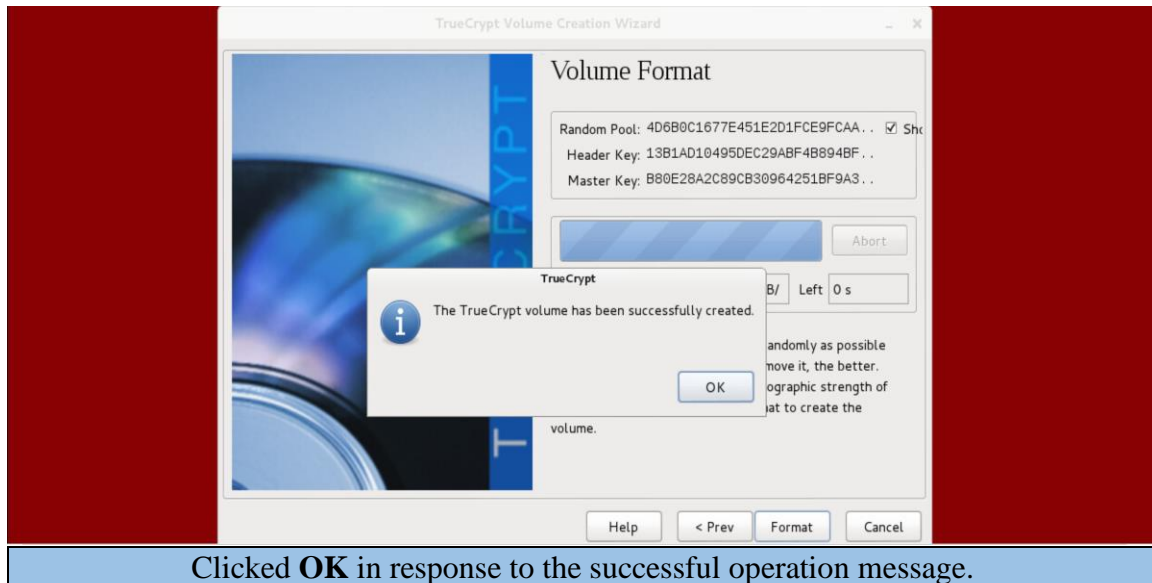 TrueCrypt Volume Creation Wizard
TRUECRYPT
Volume Format
Random Pool: 4D6B0C1677E451E2D1FCE9FCAA.. Sho
Header Key: 13B1AD10495DEC29ABF4B894BF..
Master Key: B80E28A2C89CB30964251BF9A3..
Abort
B/ Left 0 s
TrueCrypt
The TrueCrypt volume has been successfully created.
OK
andomly as possible
move it, the better.
ographic strength of
at to create the
volume.
Help < Prev Format Cancel
Clicked OK in response to the successful operation message.